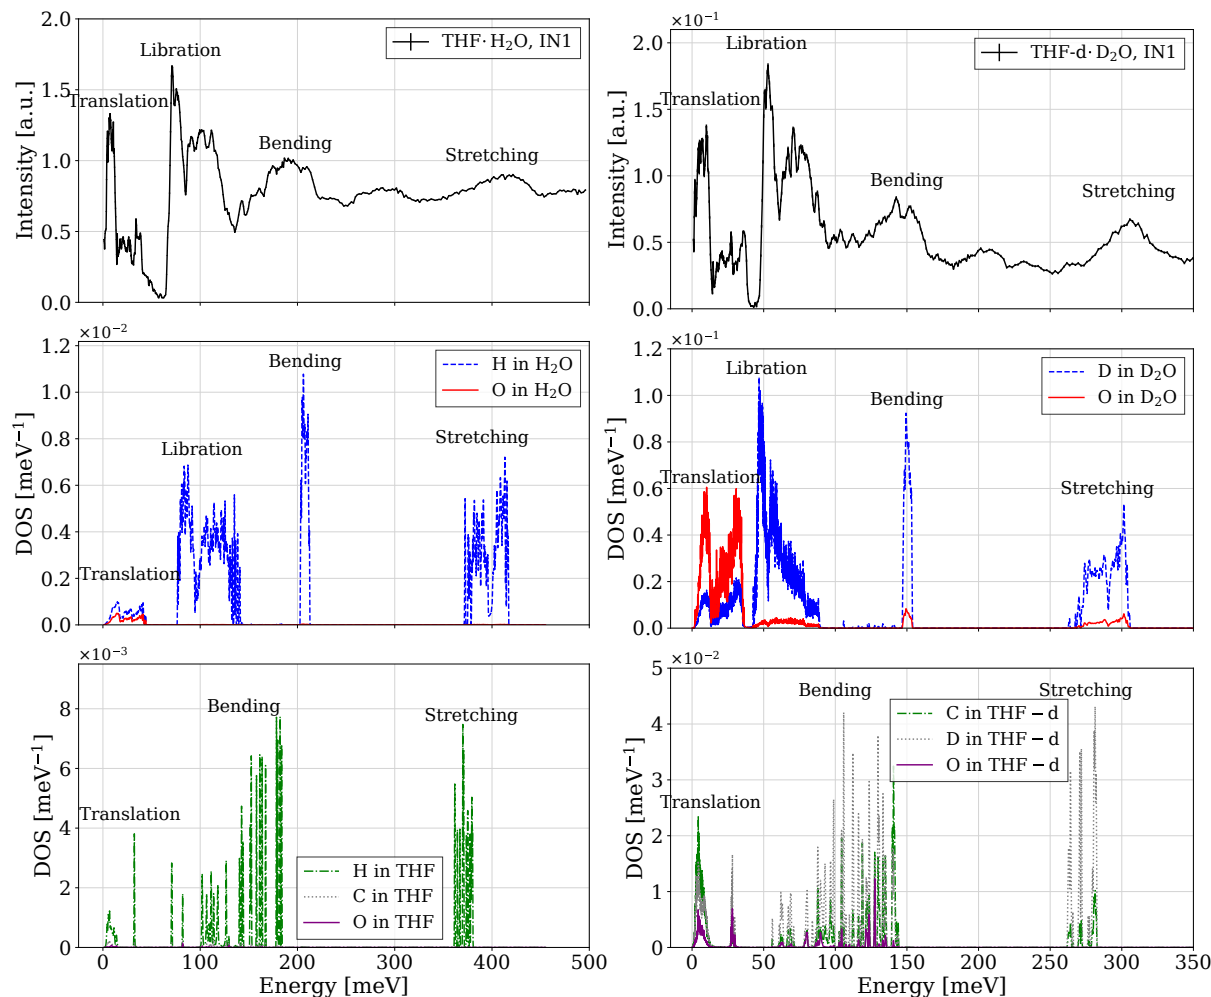 THF·H₂O, IN1
Libration
Translation
Bending
Stretching
Intensity [a.u.]
2.0
1.5
1.0
0.5
0.0
×10⁻¹
THF-d·D₂O, IN1
Libration
Translation
Bending
Stretching
Intensity [a.u.]
2.0
1.5
1.0
0.5
0.0
×10⁻²
H in H₂O
O in H₂O
Bending
Libration
Stretching
Translation
DOS [meV⁻¹]
1.2
1.0
0.8
0.6
0.4
0.2
0.0
×10⁻¹
D in D₂O
O in D₂O
Libration
Bending
Translation
Stretching
DOS [meV⁻¹]
1.2
1.0
0.8
0.6
0.4
0.2
0.0
×10⁻³
Bending
Stretching
Translation
H in THF
C in THF
O in THF
DOS [meV⁻¹]
8
6
4
2
0
0 100 200 300 400 500
Energy [meV]
×10⁻²
Bending
Stretching
C in THF − d
D in THF − d
O in THF − d
Translation
DOS [meV⁻¹]
5
4
3
2
1
0
0 50 100 150 200 250 300 350
Energy [meV]